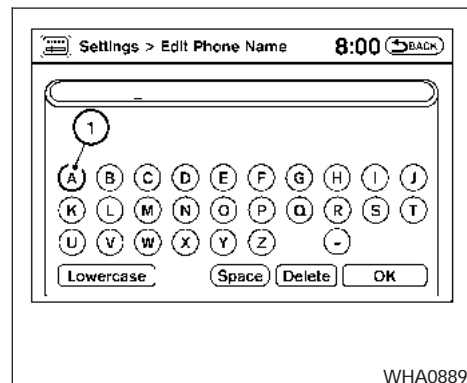 Settings > Edit Phone Name 8:00 BACK
_
1
A B C D E F G H I J
K L M N O P Q R S T
U V W X Y Z -
Lowercase Space Delete OK
WHA0889